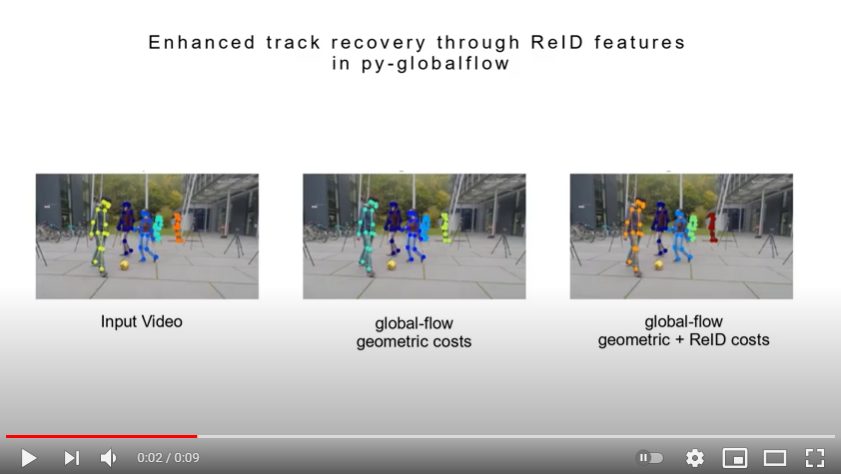 Enhanced track recovery through ReID features
in py-globalflow
Input Video
global-flow
geometric costs
global-flow
geometric + ReID costs
0:02 / 0:09